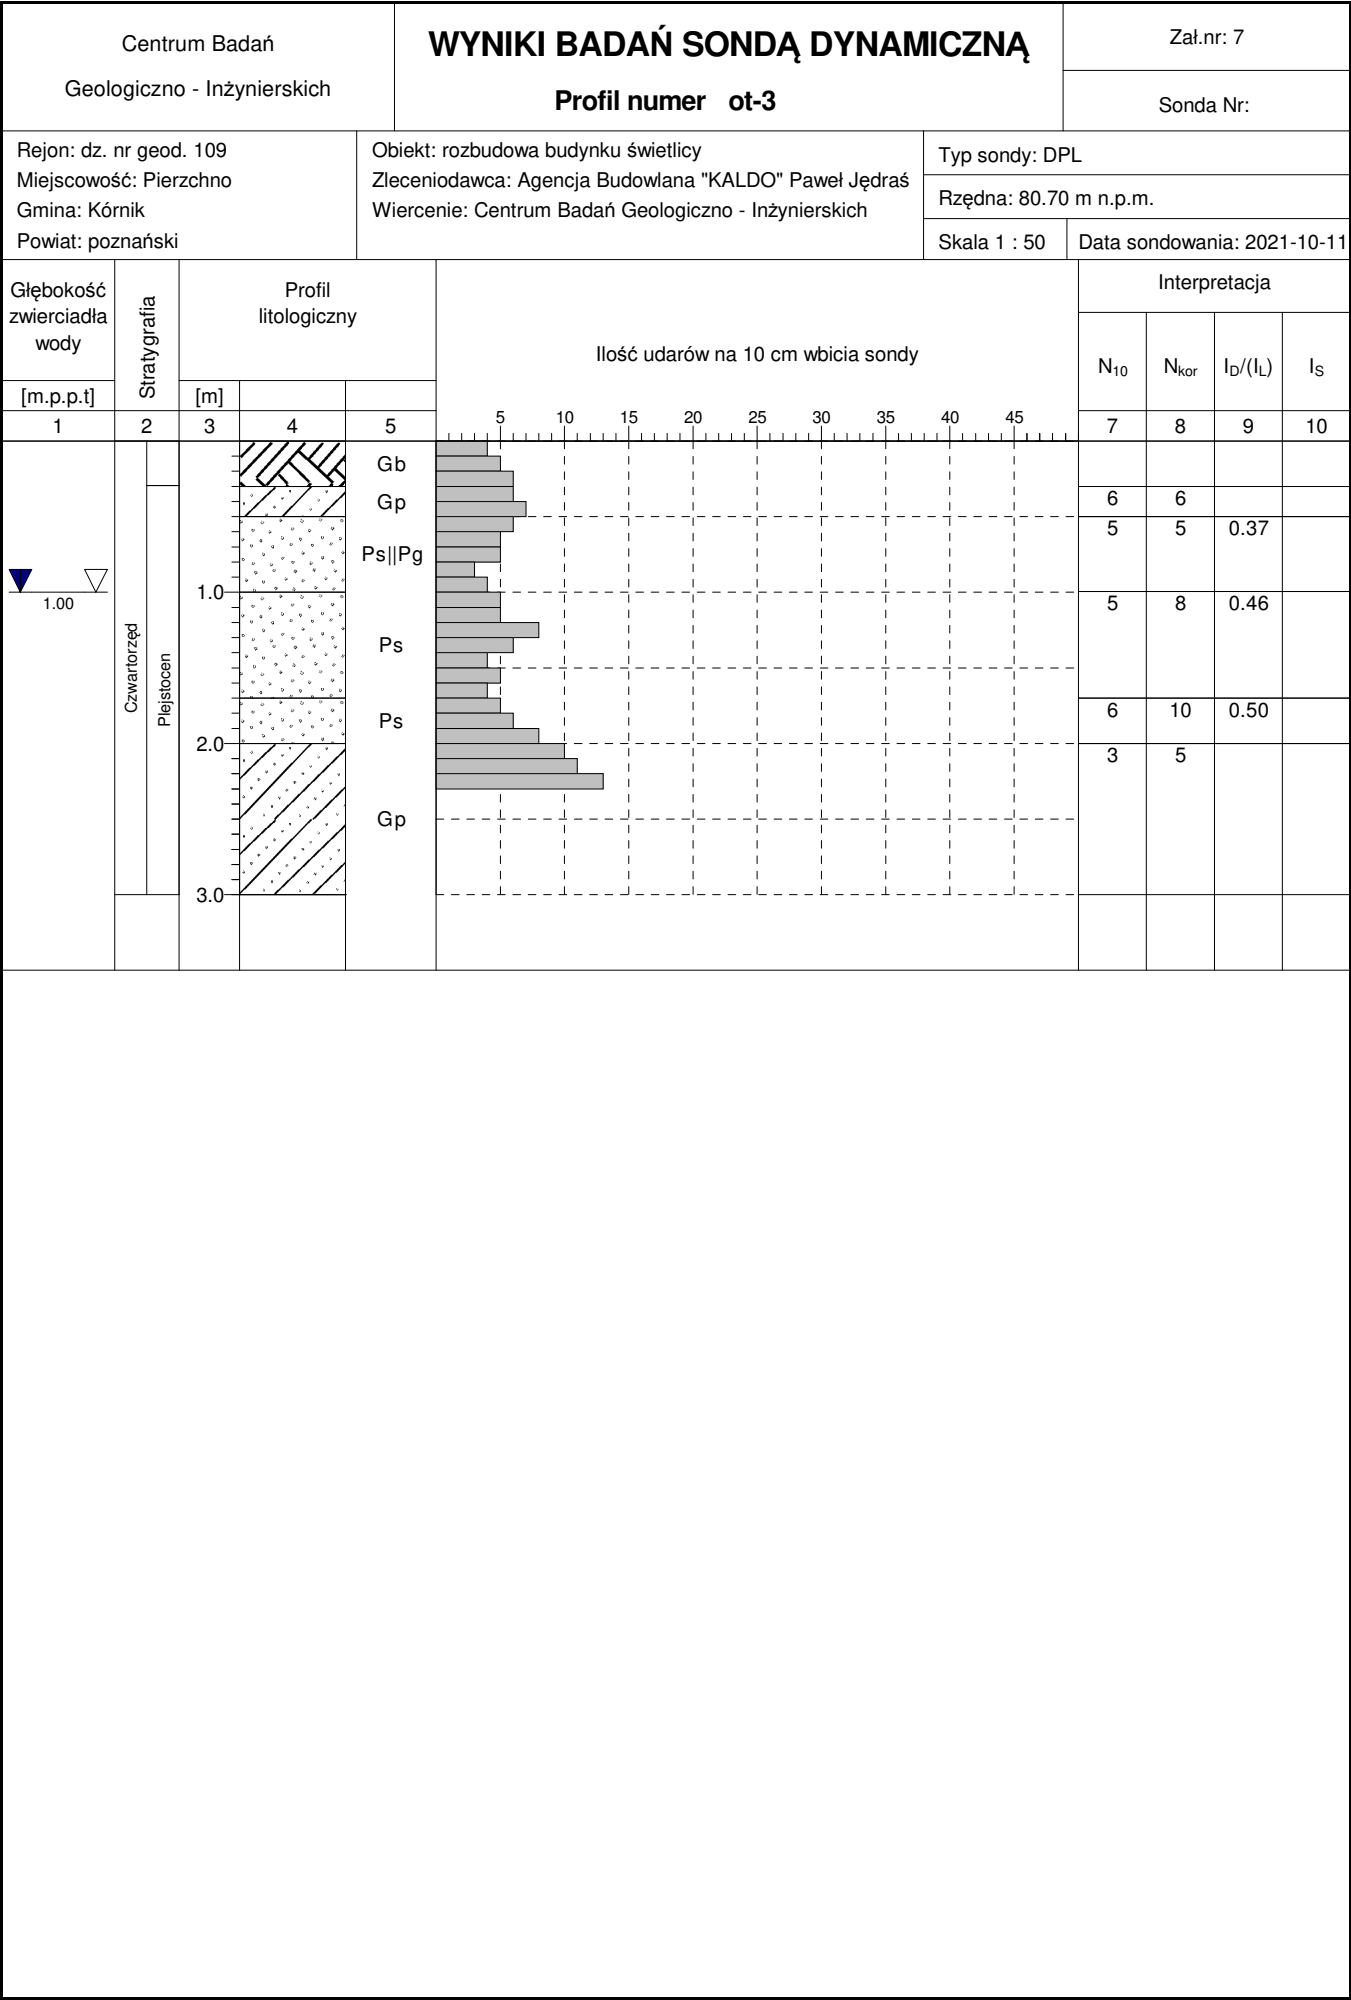 Centrum Badań
Geologiczno - Inżynierskich
WYNIKI BADAŃ SONDĄ DYNAMICZNĄ
Profil numer ot-3
Zał.nr: 7
Sonda Nr:
Rejon: dz. nr geod. 109
Miejscowość: Pierzchno
Gmina: Kórnik
Powiat: poznański
Obiekt: rozbudowa budynku świetlicy
Zleceniodawca: Agencja Budowlana "KALDO" Paweł Jędraś
Wiercenie: Centrum Badań Geologiczno - Inżynierskich
Typ sondy: DPL
Rzędna: 80.70 m n.p.m.
Skala 1 : 50 Data sondowania: 2021-10-11
Głębokość
zwierciadła
wody
[m.p.p.t]
Stratygrafia
Profil
litologiczny
[m]
Ilość udarów na 10 cm wbicia sondy
Interpretacja
N10 Nkor ID/(IL) IS
5 10 15 20 25 30 35 40 45
1 2 3 4 5 7 8 9 10
Gb
Gp 6 6
Ps||Pg 5 5 0.37
1.00
1.0
5 8 0.46
Ps
Czwartorzęd
Plejstocen
Ps 6 10 0.50
2.0
3 5
Gp
3.0